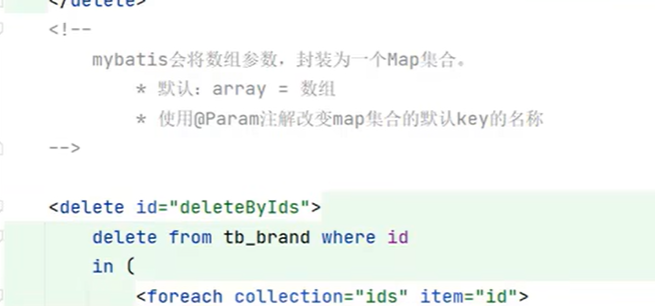 </delete>
<!--
mybatis会将数组参数，封装为一个Map集合。
* 默认：array = 数组
* 使用@Param注解改变map集合的默认key的名称
-->
<delete id="deleteByIds">
delete from tb_brand where id
in (
<foreach collection="ids" item="id">